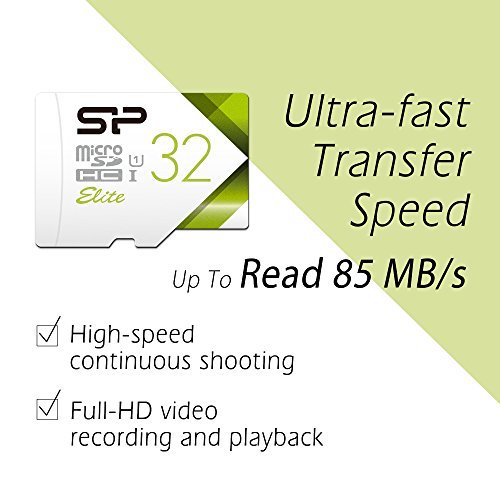 SP
micro
SD
HC I
U1
32
Elite
Ultra-fast
Transfer
Speed
Up To Read 85 MB/s
High-speed
continuous shooting
Full-HD video
recording and playback